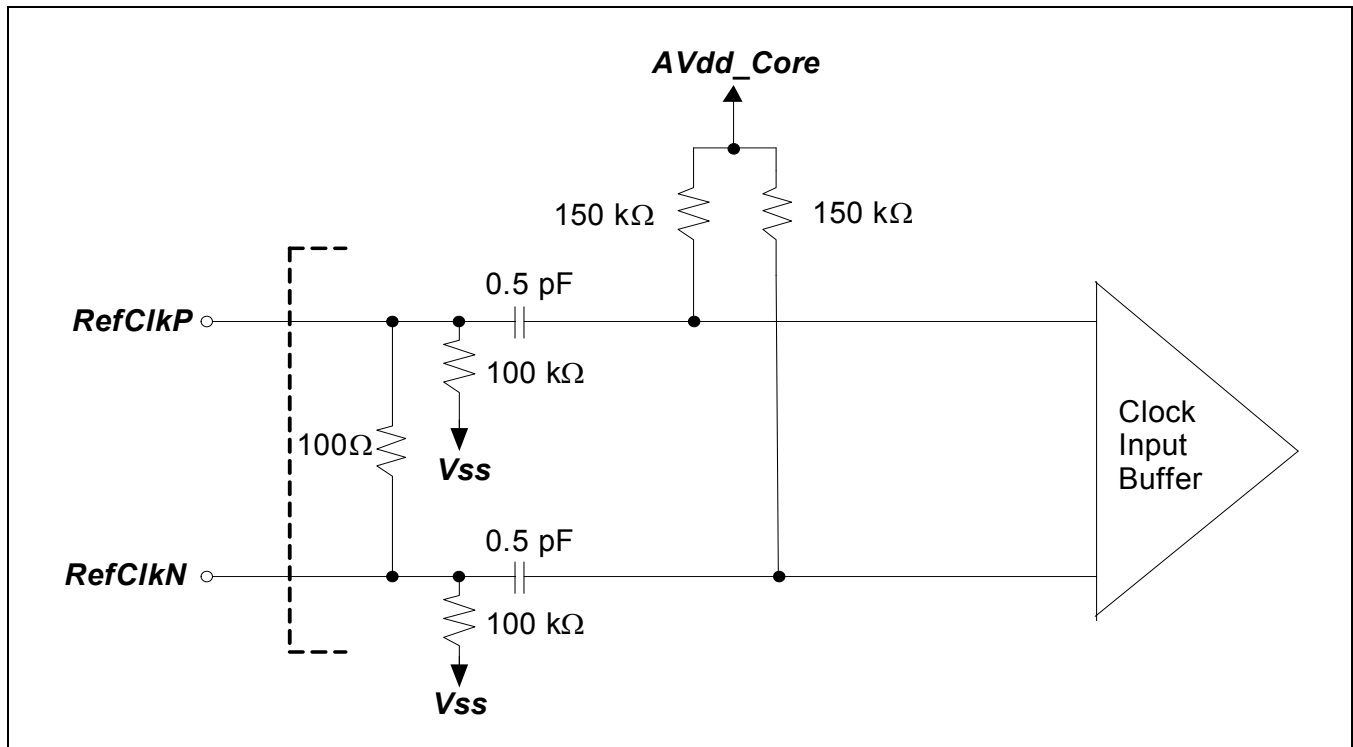 AVdd_Core
150 kΩ
150 kΩ
0.5 pF
RefClkP
100 kΩ
100Ω
Vss
Clock
Input
Buffer
0.5 pF
RefClkN
100 kΩ
Vss